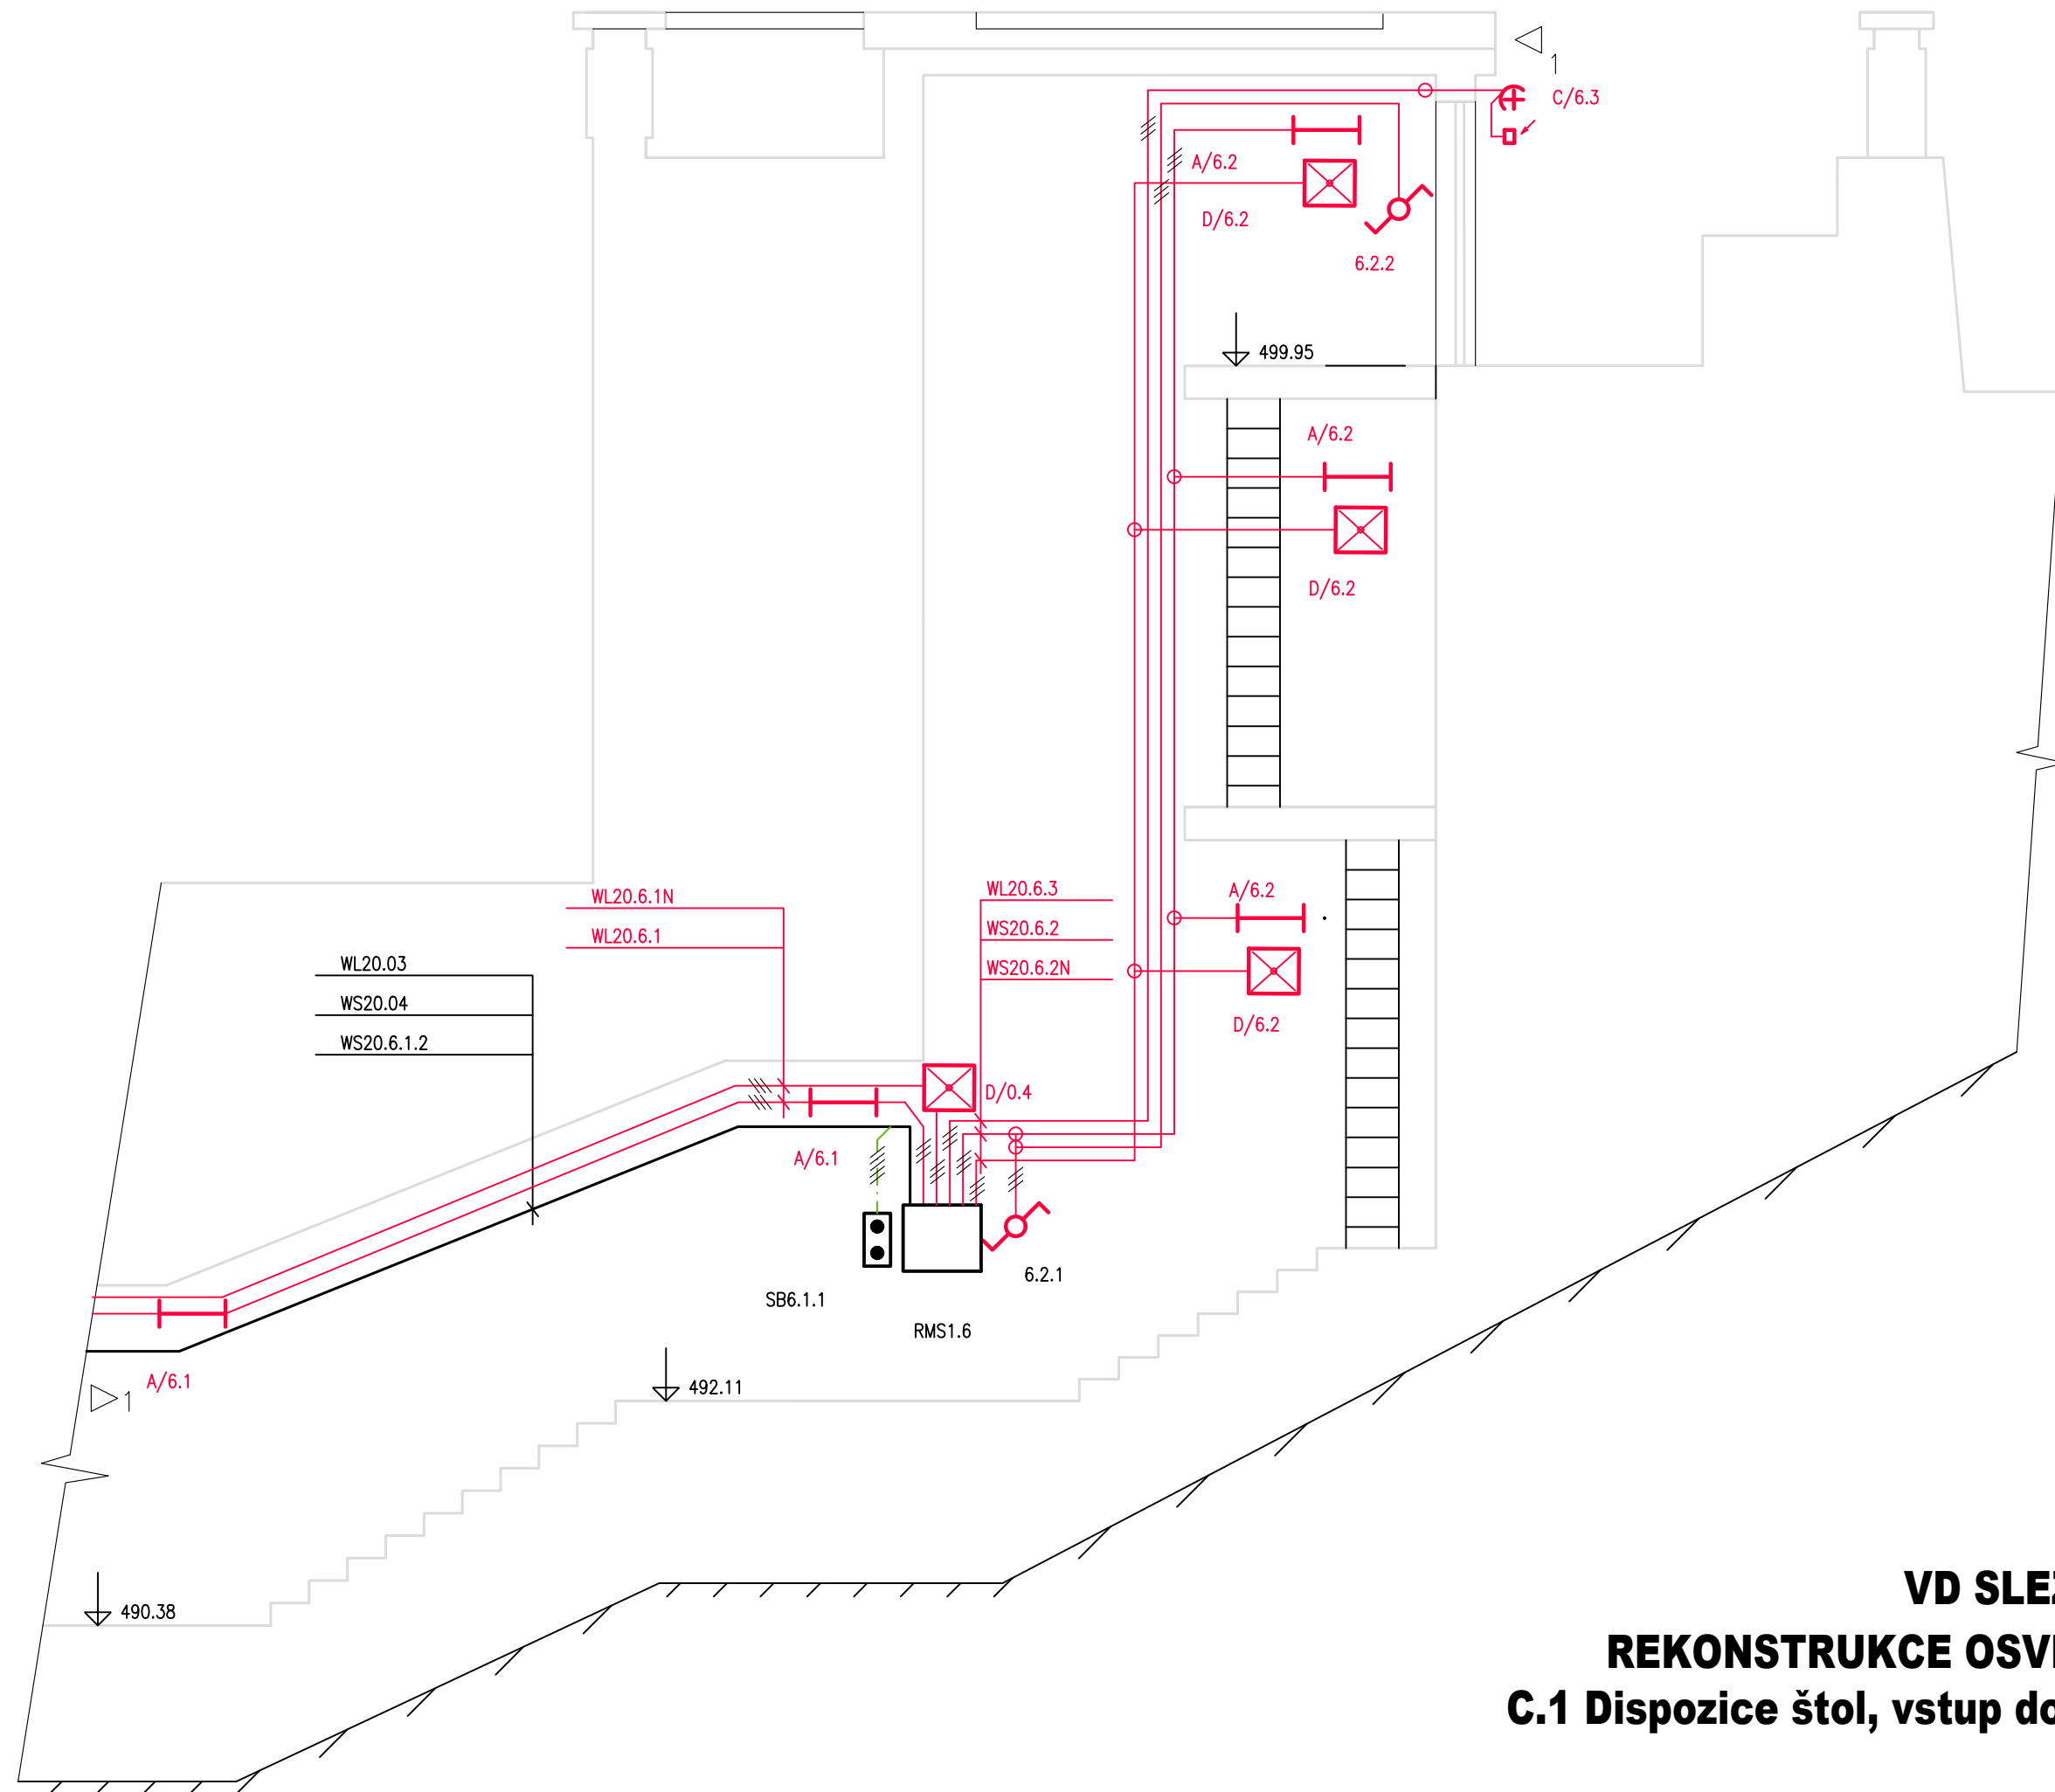 1
C/6.3
A/6.2
D/6.2
6.2.2
499.95
A/6.2
D/6.2
WL20.6.1N
WL20.6.1
WL20.03
WS20.04
WS20.6.1.2
WL20.6.3
WS20.6.2
WS20.6.2N
A/6.2
D/6.2
D/0.4
A/6.1
6.2.1
SB6.1.1
RMS1.6
A/6.1
1
492.11
490.38
VD SLEZ
REKONSTRUKCE OSV
C.1 Dispozice štol, vstup do